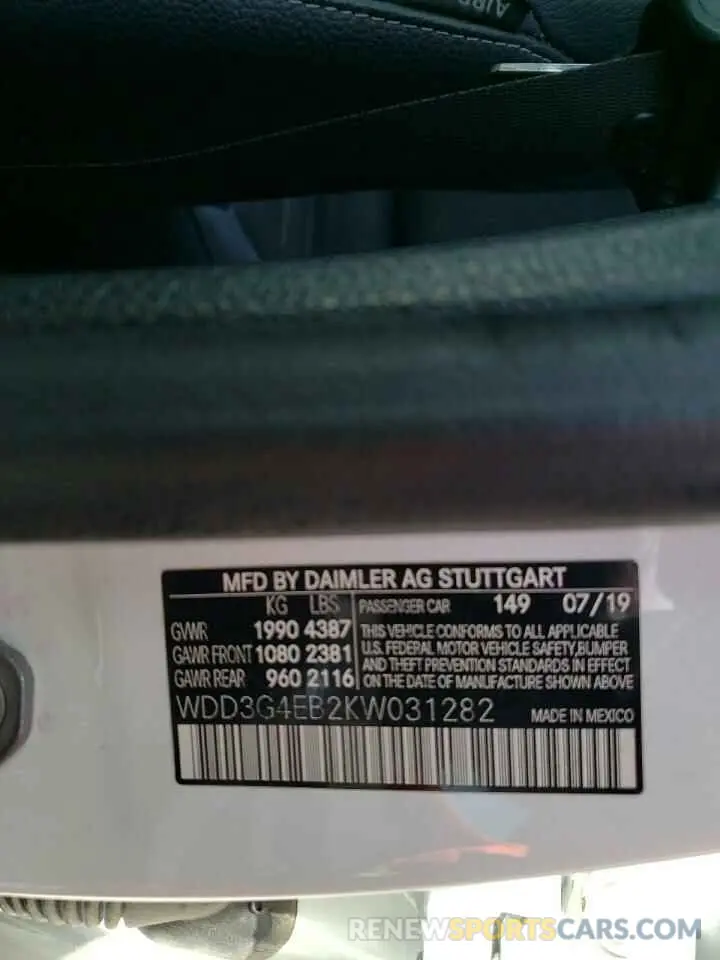 AIRB
MFD BY DAIMLER AG STUTTGART
KG LBS PASSENGER CAR 149 07/19
GVWR 1990 4387 THIS VEHICLE CONFORMS TO ALL APPLICABLE
GAWR FRONT 1080 2381 U.S. FEDERAL MOTOR VEHICLE SAFETY, BUMPER
GAWR REAR 960 2116 AND THEFT PREVENTION STANDARDS IN EFFECT
ON THE DATE OF MANUFACTURE SHOWN ABOVE
WDD3G4EB2KW031282 MADE IN MEXICO
RENEWSPORTSCARS.COM